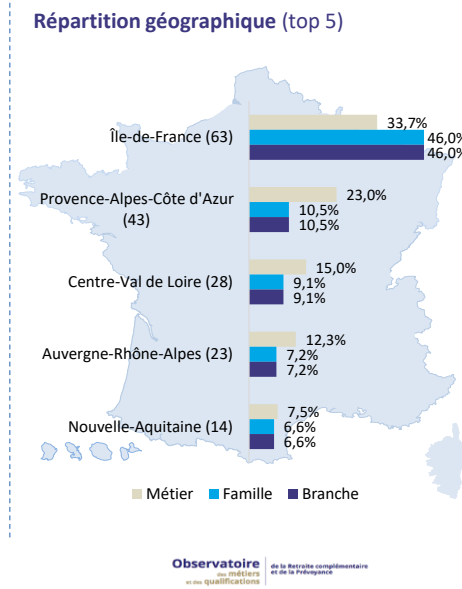 Répartition géographique (top 5)
Île-de-France (63)
33,7%
46,0%
46,0%
Provence-Alpes-Côte d'Azur
(43)
23,0%
10,5%
10,5%
Centre-Val de Loire (28)
15,0%
9,1%
9,1%
Auvergne-Rhône-Alpes (23)
12,3%
7,2%
7,2%
Nouvelle-Aquitaine (14)
7,5%
6,6%
6,6%
Métier Famille Branche
Observatoire
des métiers
et des qualifications
de la Retraite complémentaire
et de la Prévoyance